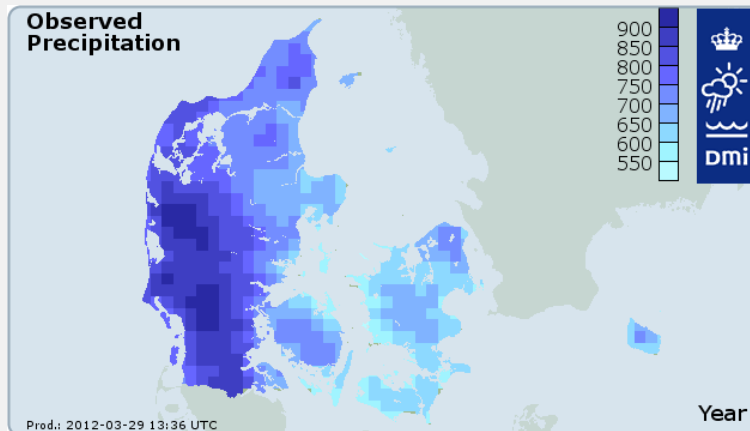 Observed
Precipitation
900
850
800
750
700
650
600
550
DMi
Year
Prod.: 2012-03-29 13:36 UTC